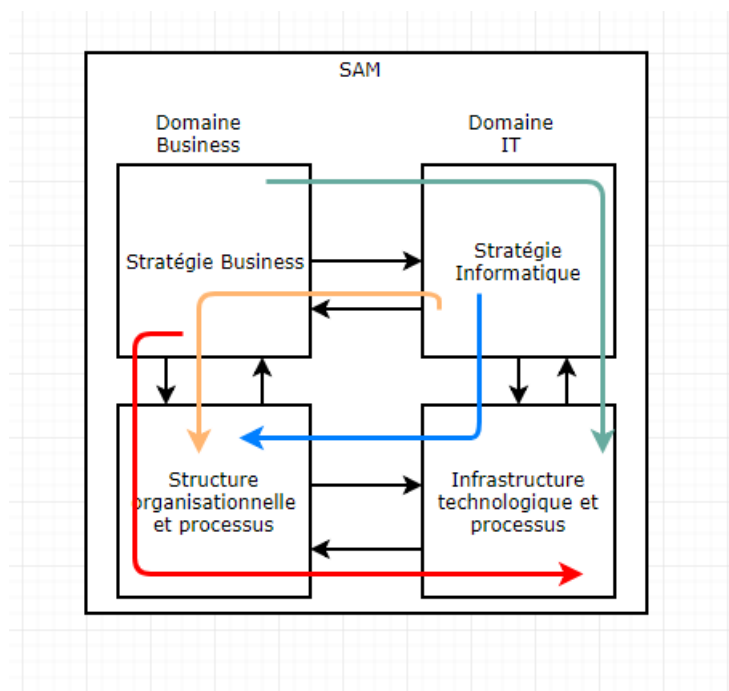 SAM
Domaine
Business
Domaine
IT
Stratégie Business
Stratégie
Informatique
Structure
organisationnelle
et processus
Infrastructure
technologique et
processus